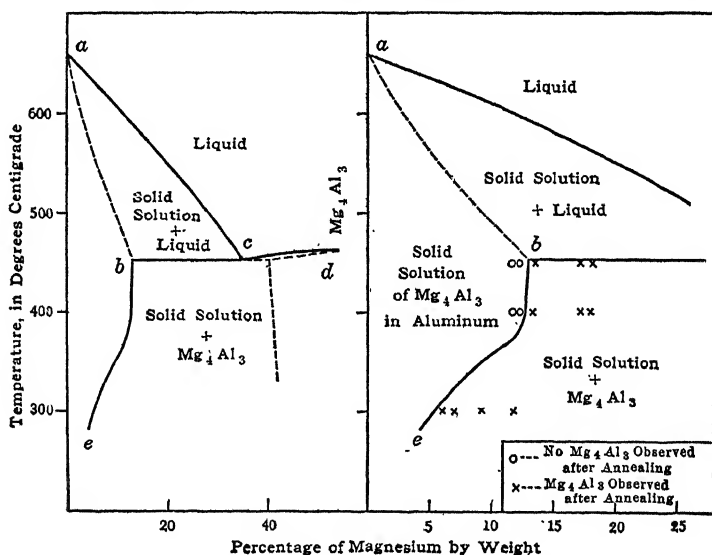 Temperature, in Degrees Centigrade
600
500
400
300
a
Liquid
Solid
Solution
+
Liquid
c
Mg4Al3
b
d
Solid Solution
+
Mg4Al3
e
20
40
a
Liquid
Solid Solution
+
Liquid
b
Solid
Solution
of Mg4Al3
in Aluminum
Solid Solution
+
Mg4Al3
e
o--- No Mg4Al3 Observed
after Annealing
x--- Mg4Al3 Observed
after Annealing
5
10
15
20
25
Percentage of Magnesium by Weight